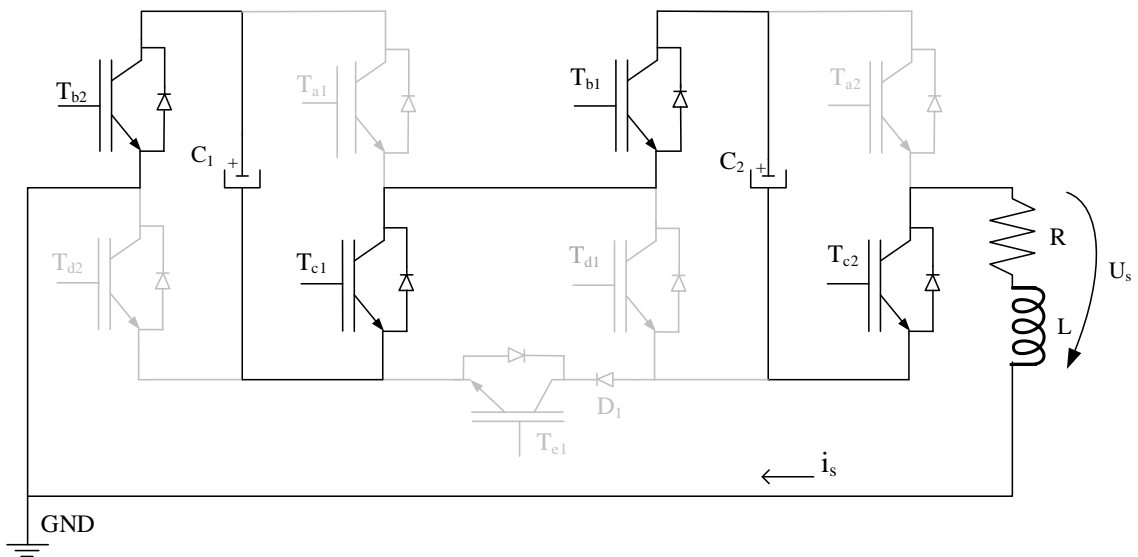 Tb2
C1
+
Ta1
Tb1
C2
+
Ta2
Td2
Tc1
Td1
Tc2
R
Us
L
D1
Te1
is
GND